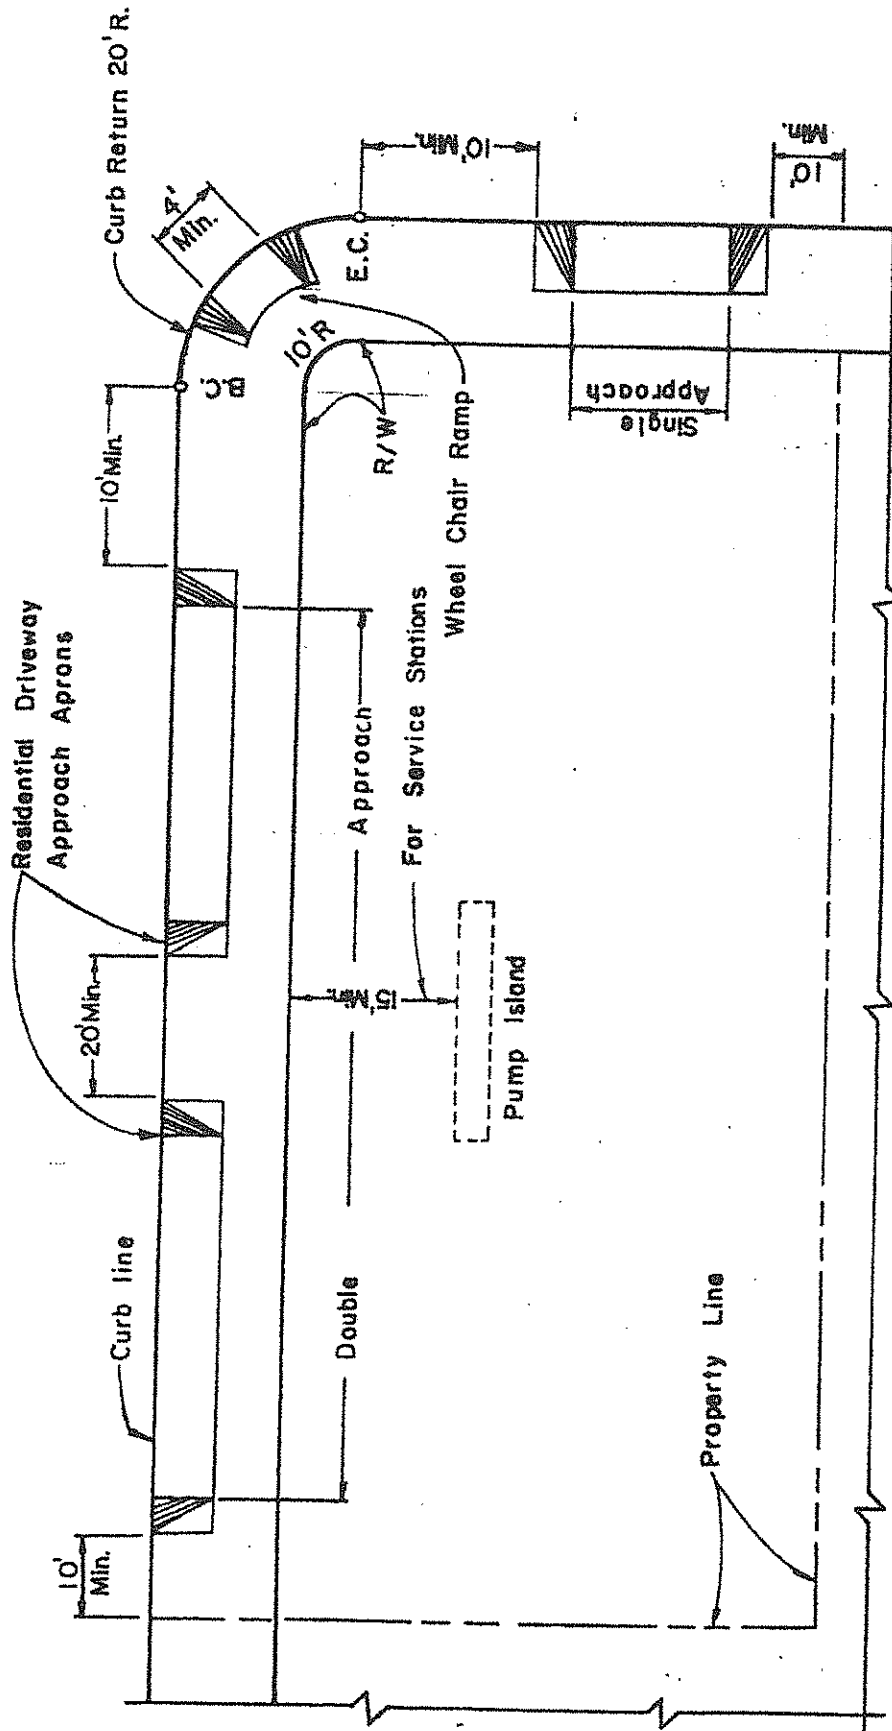 Curb Return 20' R.
4'
Min.
10' Min.
B.C.
E.C.
10' Min.
10'
Min.
10' R
R/W
Wheel Chair Ramp
Single
Approach
Residential Driveway
Approach Aprons
20' Min.
Curb line
10'
Min.
Double
Approach
15' Min.
For Service Stations
Pump Island
Property Line